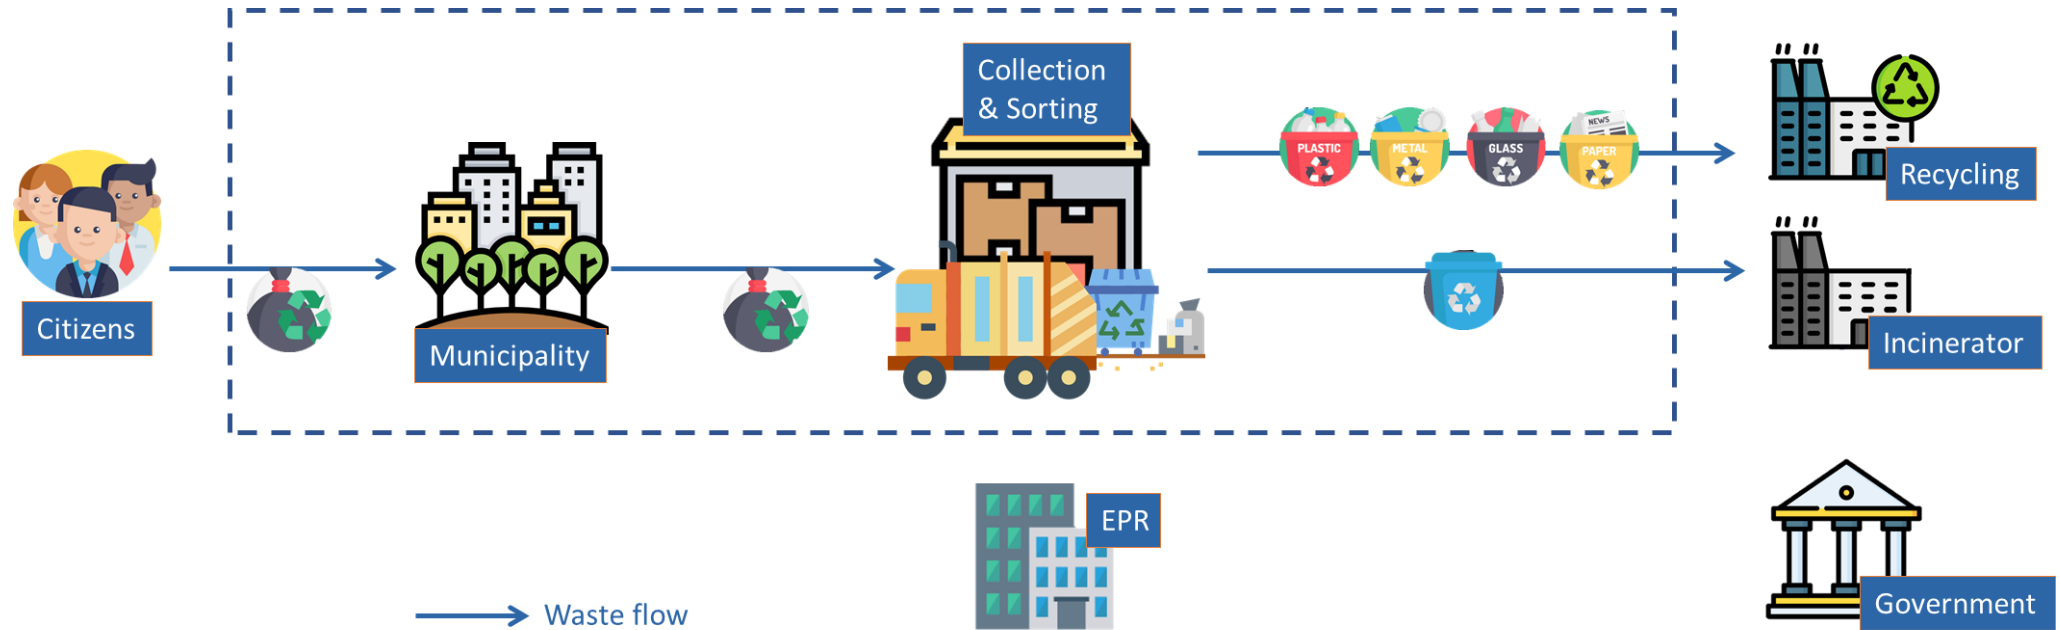 Collection
& Sorting
PLASTIC
METAL
GLASS
NEWS
PAPER
Recycling
Citizens
Municipality
Incinerator
EPR
Waste flow
Government